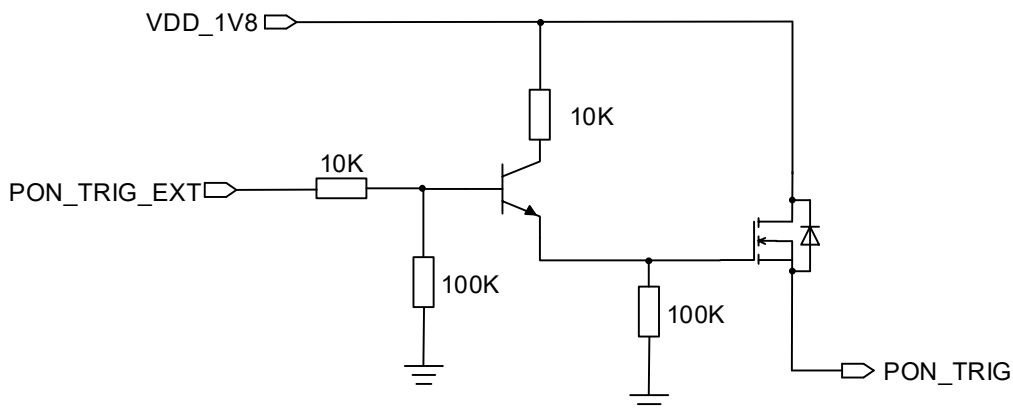 VDD_1V8
10K
10K
PON_TRIG_EXT
100K
100K
PON_TRIG